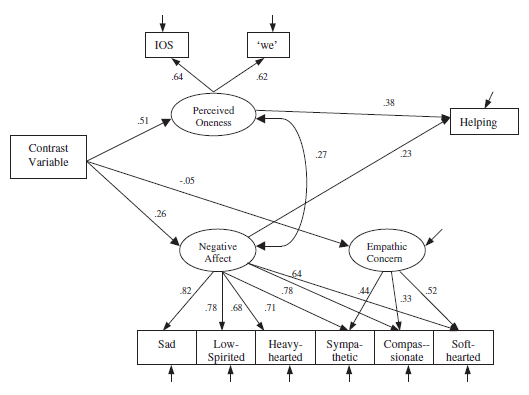 IOS
'we'
.64
.62
.38
Perceived
Oneness
.51
Helping
Contrast
Variable
.27
.23
-.05
.26
Negative
Affect
Empathic
Concern
.64
.82
.78
.68
.71
.78
.44
.33
.52
Sad
Low-
Spirited
Heavy-
hearted
Sympa-
thetic
Compas--
sionate
Soft-
hearted